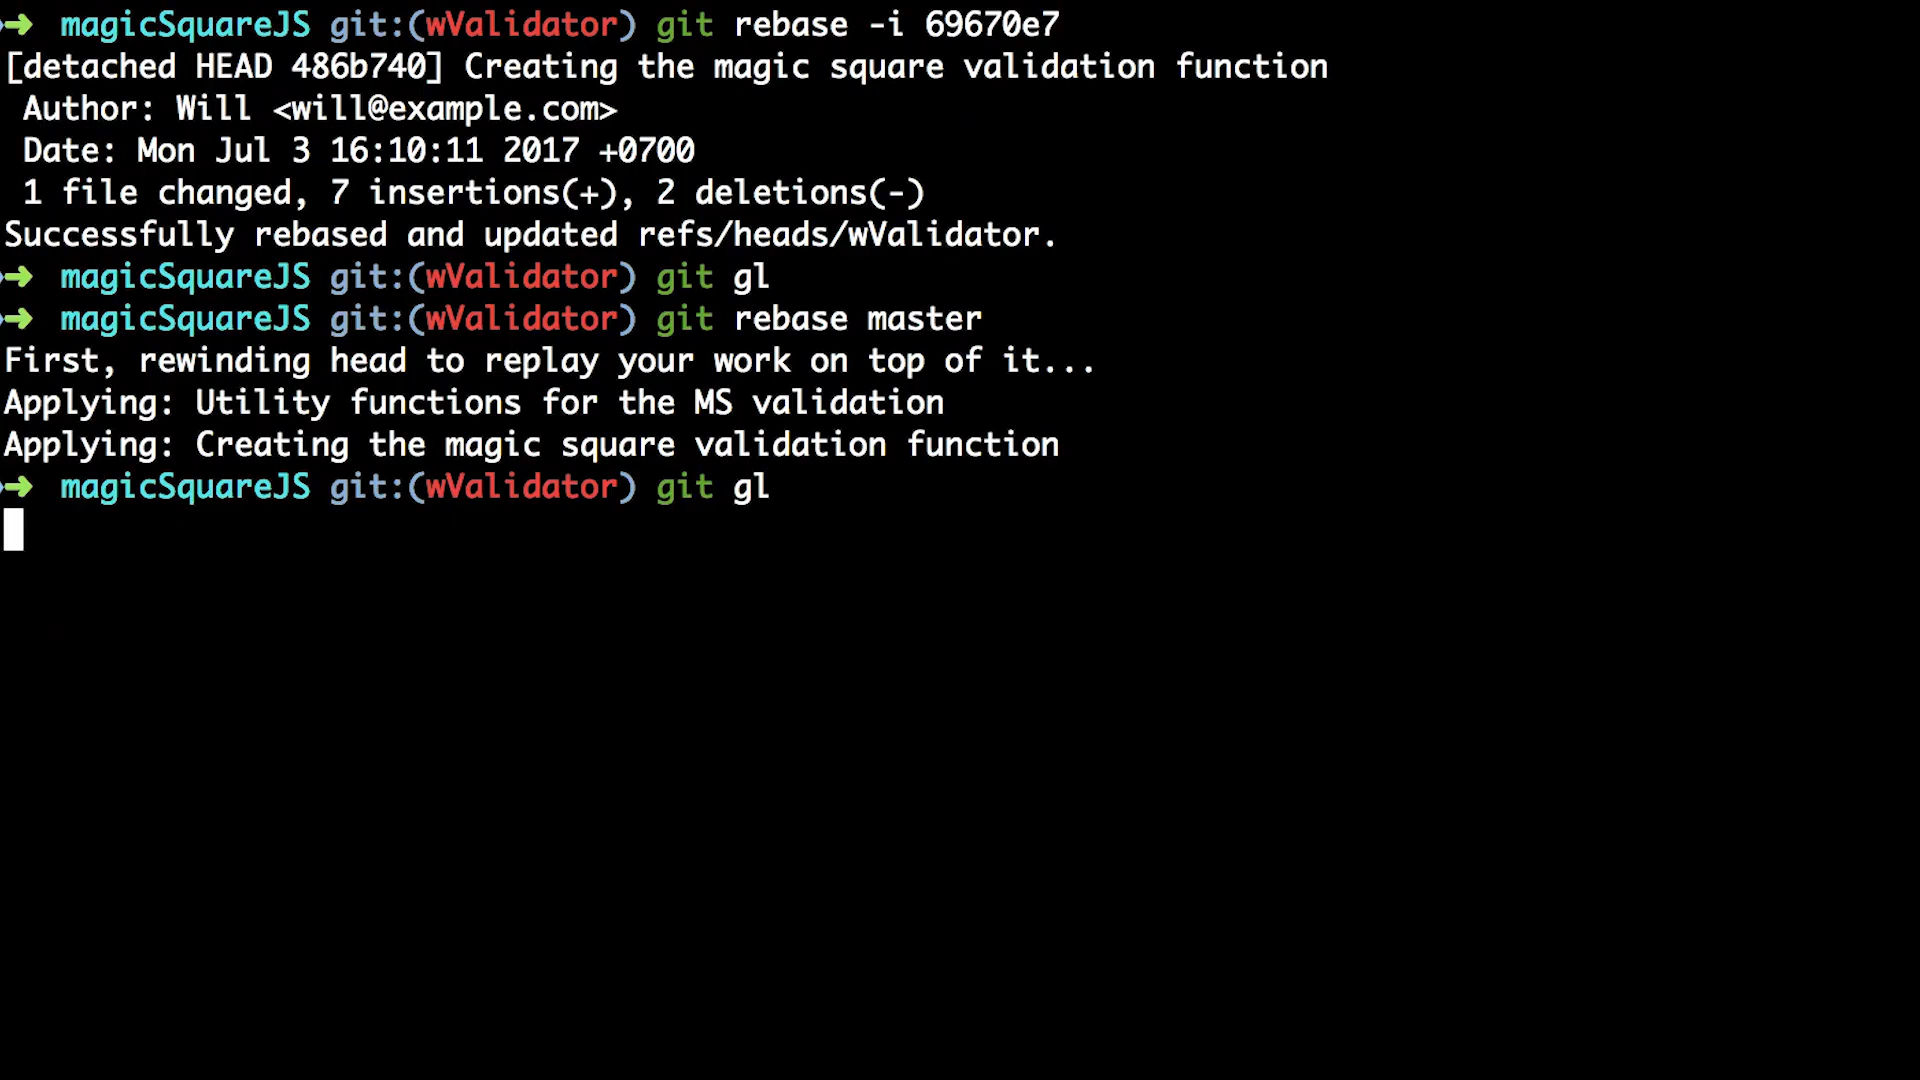 ➜ magicSquareJS git:(wValidator) git rebase -i 69670e7
[detached HEAD 486b740] Creating the magic square validation function
Author: Will <will@example.com>
Date: Mon Jul 3 16:10:11 2017 +0700
1 file changed, 7 insertions(+), 2 deletions(-)
Successfully rebased and updated refs/heads/wValidator.
➜ magicSquareJS git:(wValidator) git gl
➜ magicSquareJS git:(wValidator) git rebase master
First, rewinding head to replay your work on top of it...
Applying: Utility functions for the MS validation
Applying: Creating the magic square validation function
➜ magicSquareJS git:(wValidator) git gl